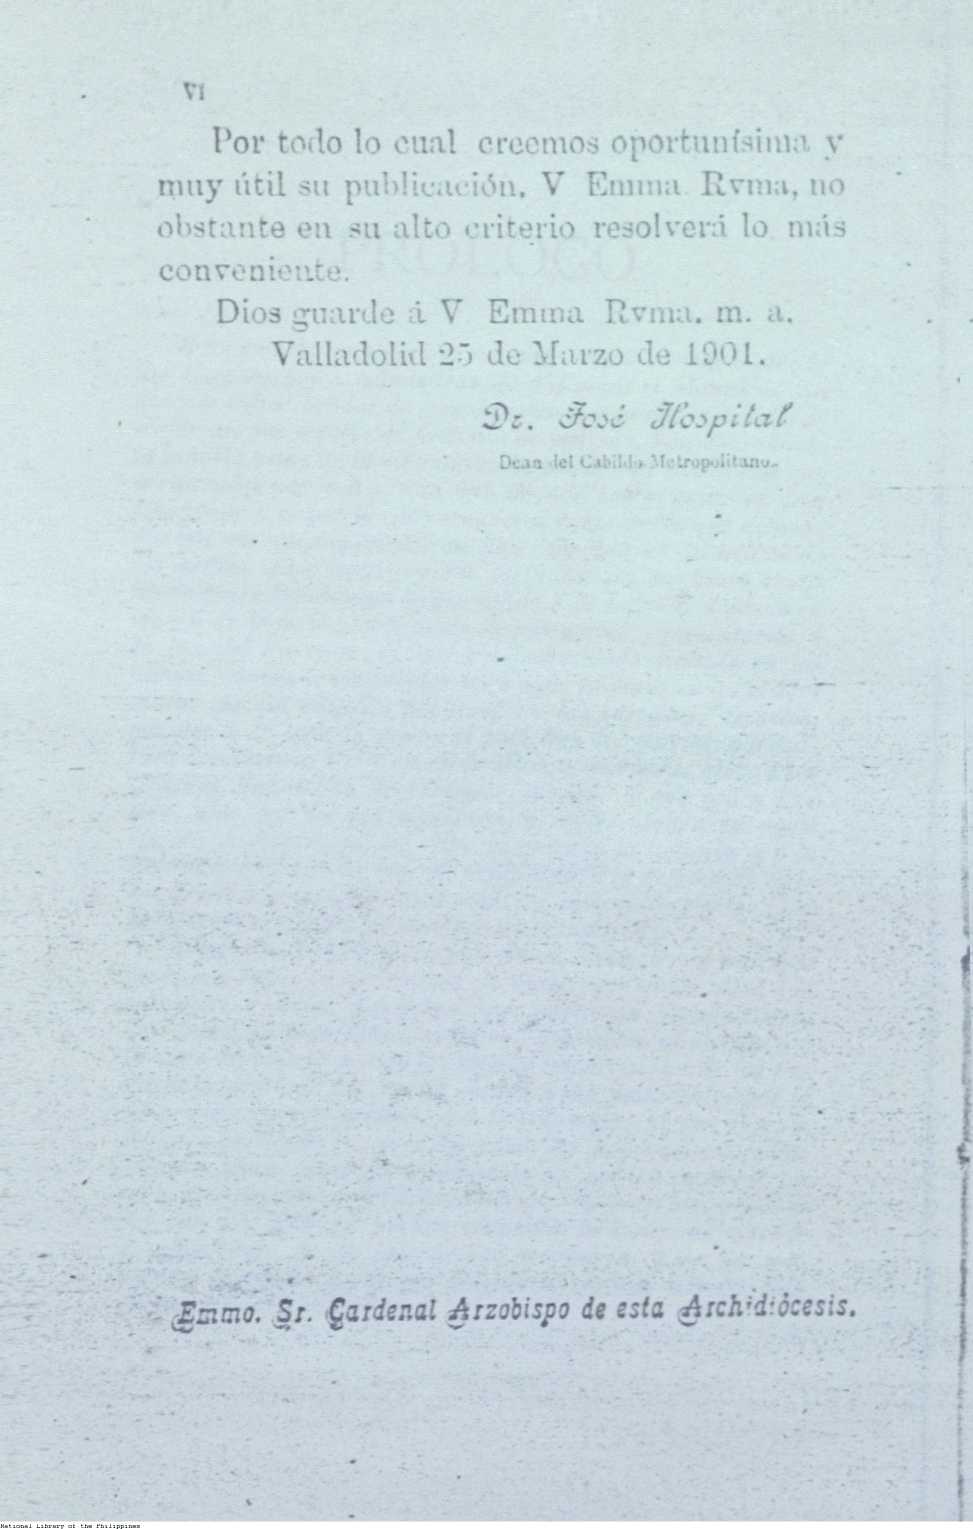 VI
Por todo lo cual creemos oportunísima y
muy útil su publicación, V Emma Rvma, no
obstante en su alto criterio resolverá lo más
conveniente.
Dios guarde á V Emma Rvma. m. a.
Valladolid 25 de Marzo de 1901.
Dr. José Hospital
Dean del Cabildo Metropolitano.
PROLOGO
Emmo. Sr. Cardenal Arzobispo de esta Archidiócesis.
National Library of the Philippines